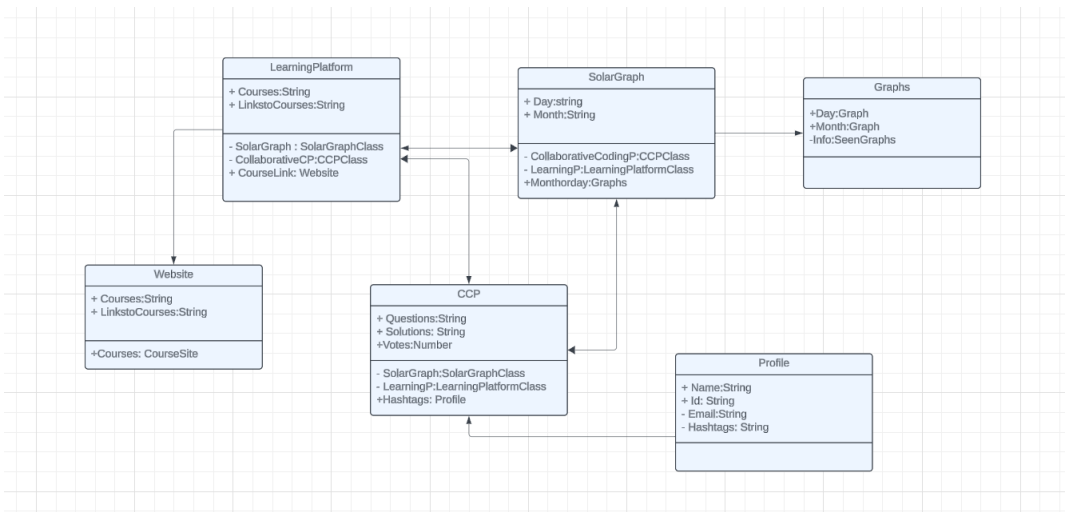 LearningPlatform
+ Courses:String
+ LinkstoCourses:String
- SolarGraph : SolarGraphClass
- CollaborativeCP:CCPClass
+ CourseLink: Website
SolarGraph
+ Day:string
+ Month:String
- CollaborativeCodingP:CCPClass
- LearningP:LearningPlatformClass
+Monthorday:Graphs
Graphs
+Day:Graph
+Month:Graph
-Info:SeenGraphs
Website
+ Courses:String
+ LinkstoCourses:String
+Courses: CourseSite
CCP
+ Questions:String
+ Solutions: String
+Votes:Number
- SolarGraph:SolarGraphClass
- LearningP:LearningPlatformClass
+Hashtags: Profile
Profile
+ Name:String
+ Id: String
- Email:String
- Hashtags: String